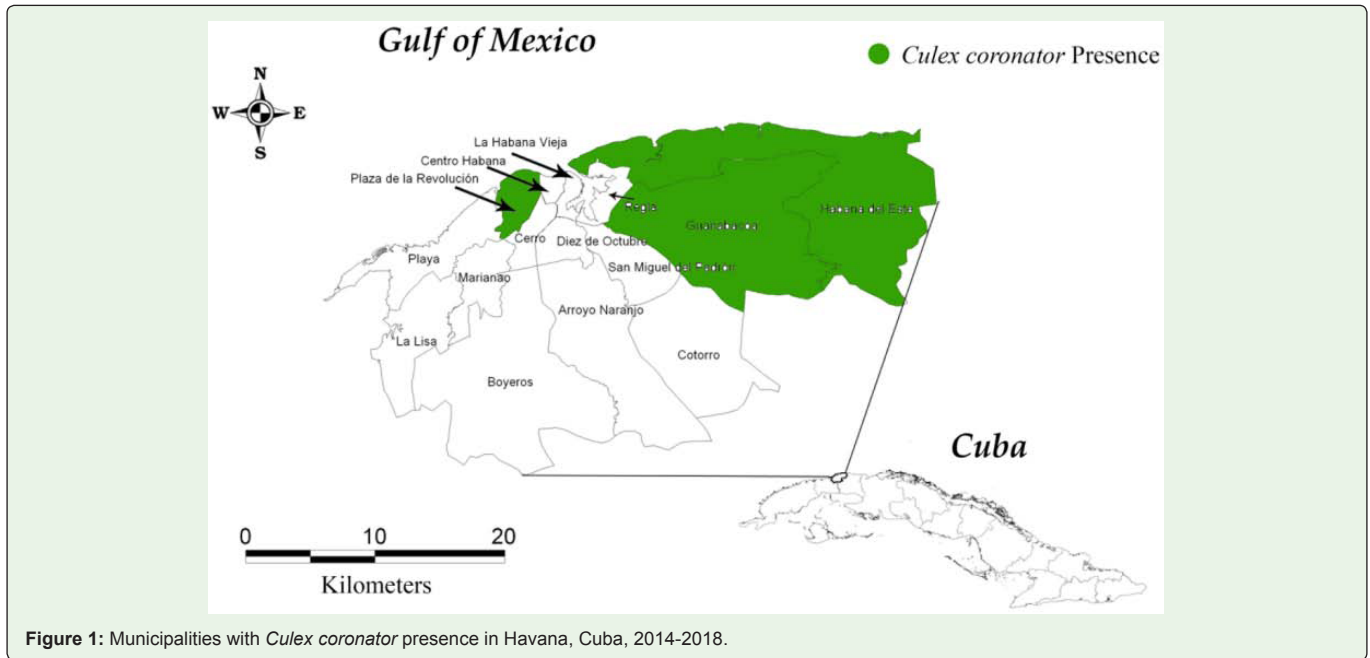 Gulf of Mexico
Culex coronator Presence
N
W E
S
La Habana Vieja
Centro Habana
Plaza de la Revolución
Regla
Habana del Este
Guanabacoa
Cerro
Diez de Octubre
Playa
San Miguel del Padrón
Marianao
Arroyo Naranjo
La Lisa
Cotorro
Boyeros
Cuba
0 10 20
Kilometers
Figure 1: Municipalities with Culex coronator presence in Havana, Cuba, 2014-2018.